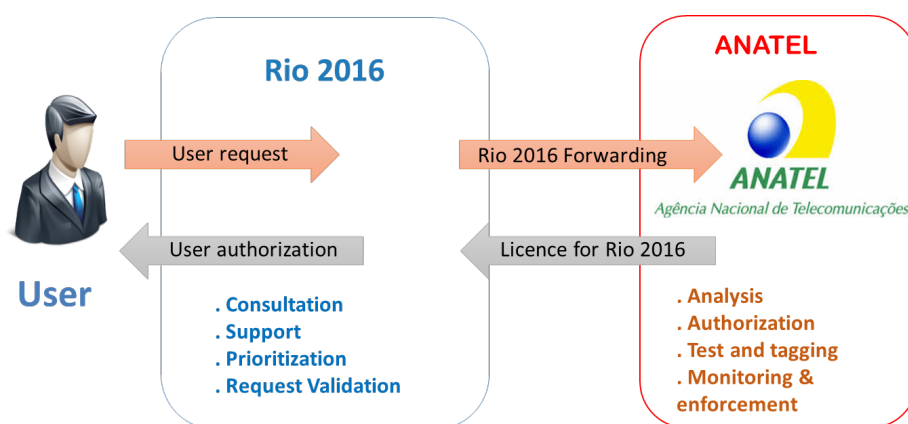 Rio 2016
ANATEL
User request
Rio 2016 Forwarding
ANATEL
Agência Nacional de Telecomunicações
User authorization
Licence for Rio 2016
User
. Consultation
. Support
. Prioritization
. Request Validation
. Analysis
. Authorization
. Test and tagging
. Monitoring &
enforcement